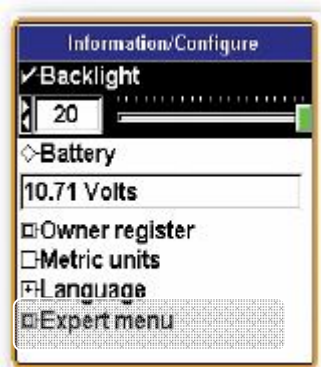 Information/Configure
Backlight
20
Battery
10.71 Volts
Owner register
Metric units
Language
Expert menu